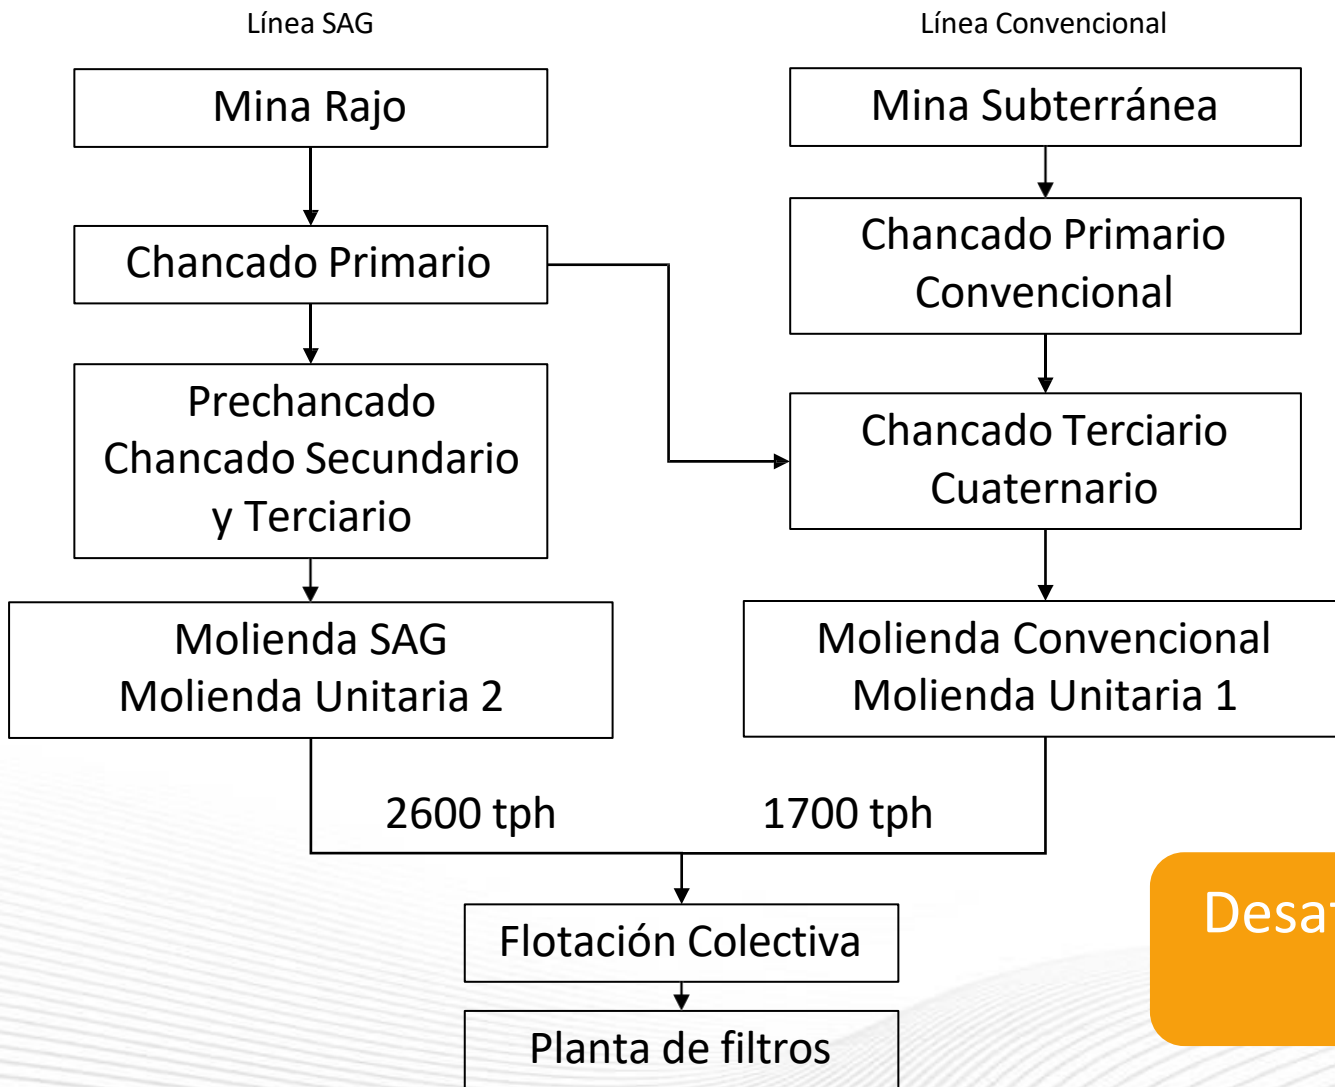 Línea SAG
Línea Convencional
Mina Rajo
Mina Subterránea
Chancado Primario
Chancado Primario
Convencional
Prechancado
Chancado Secundario
y Terciario
Chancado Terciario
Cuaternario
Molienda SAG
Molienda Unitaria 2
Molienda Convencional
Molienda Unitaria 1
2600 tph
1700 tph
Flotación Colectiva
Planta de filtros